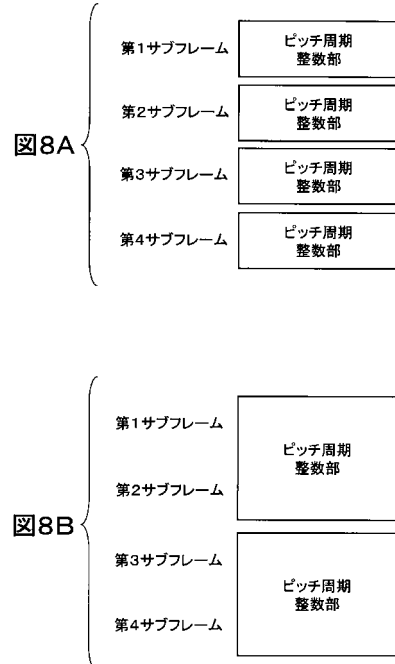 図8A
第1サブフレーム
ピッチ周期
整数部
第2サブフレーム
ピッチ周期
整数部
第3サブフレーム
ピッチ周期
整数部
第4サブフレーム
ピッチ周期
整数部
図8B
第1サブフレーム
第2サブフレーム
ピッチ周期
整数部
第3サブフレーム
第4サブフレーム
ピッチ周期
整数部